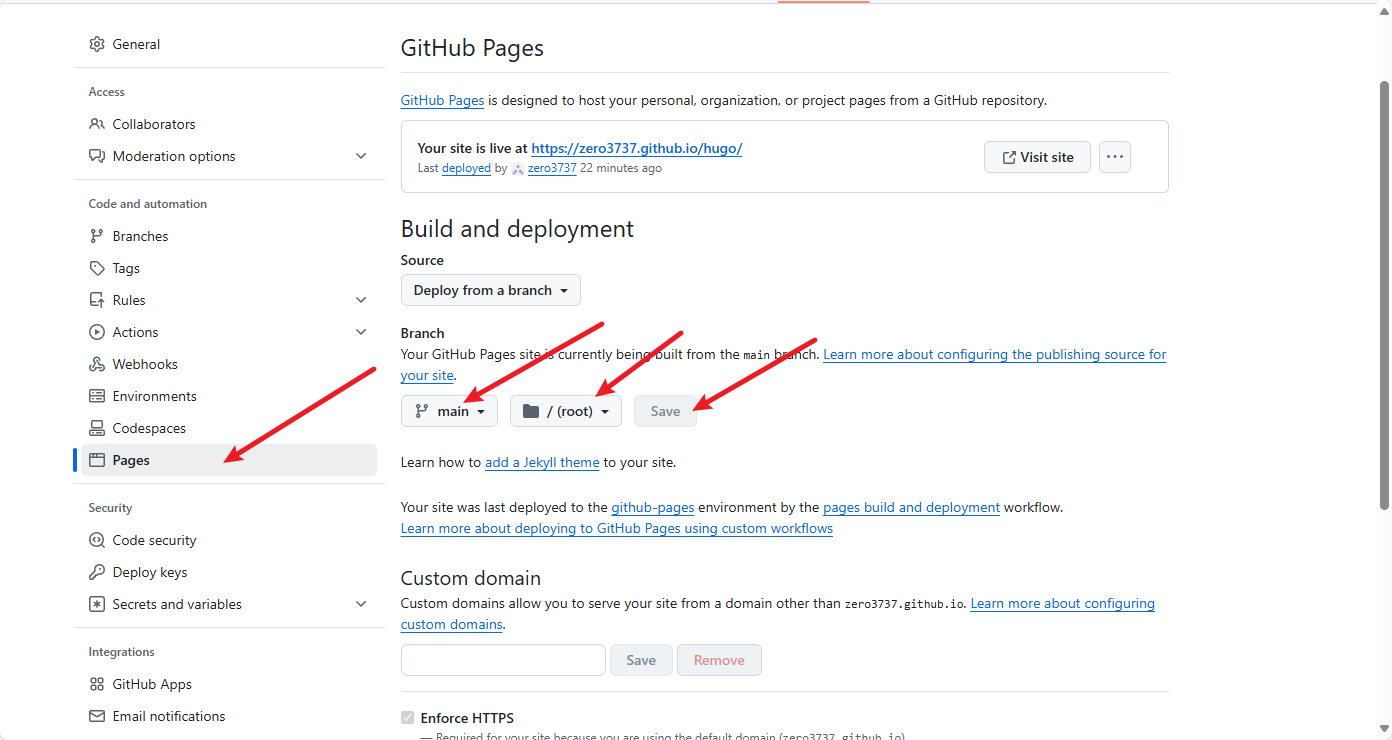 General
Access
Collaborators
Moderation options
Code and automation
Branches
Tags
Rules
Actions
Webhooks
Environments
Codespaces
Pages
Security
Code security
Deploy keys
Secrets and variables
Integrations
GitHub Apps
Email notifications
GitHub Pages
GitHub Pages is designed to host your personal, organization, or project pages from a GitHub repository.
Your site is live at https://zero3737.github.io/hugo/
Last deployed by zero3737 22 minutes ago
Visit site
Build and deployment
Source
Deploy from a branch
Branch
Your GitHub Pages site is currently being built from the main branch. Learn more about configuring the publishing source for
your site.
main
/ (root)
Save
Learn how to add a Jekyll theme to your site.
Your site was last deployed to the github-pages environment by the pages build and deployment workflow.
Learn more about deploying to GitHub Pages using custom workflows
Custom domain
Custom domains allow you to serve your site from a domain other than zero3737.github.io. Learn more about configuring
custom domains.
Save
Remove
Enforce HTTPS
— Required for your site because you are using the default domain (zero3737.github.io)